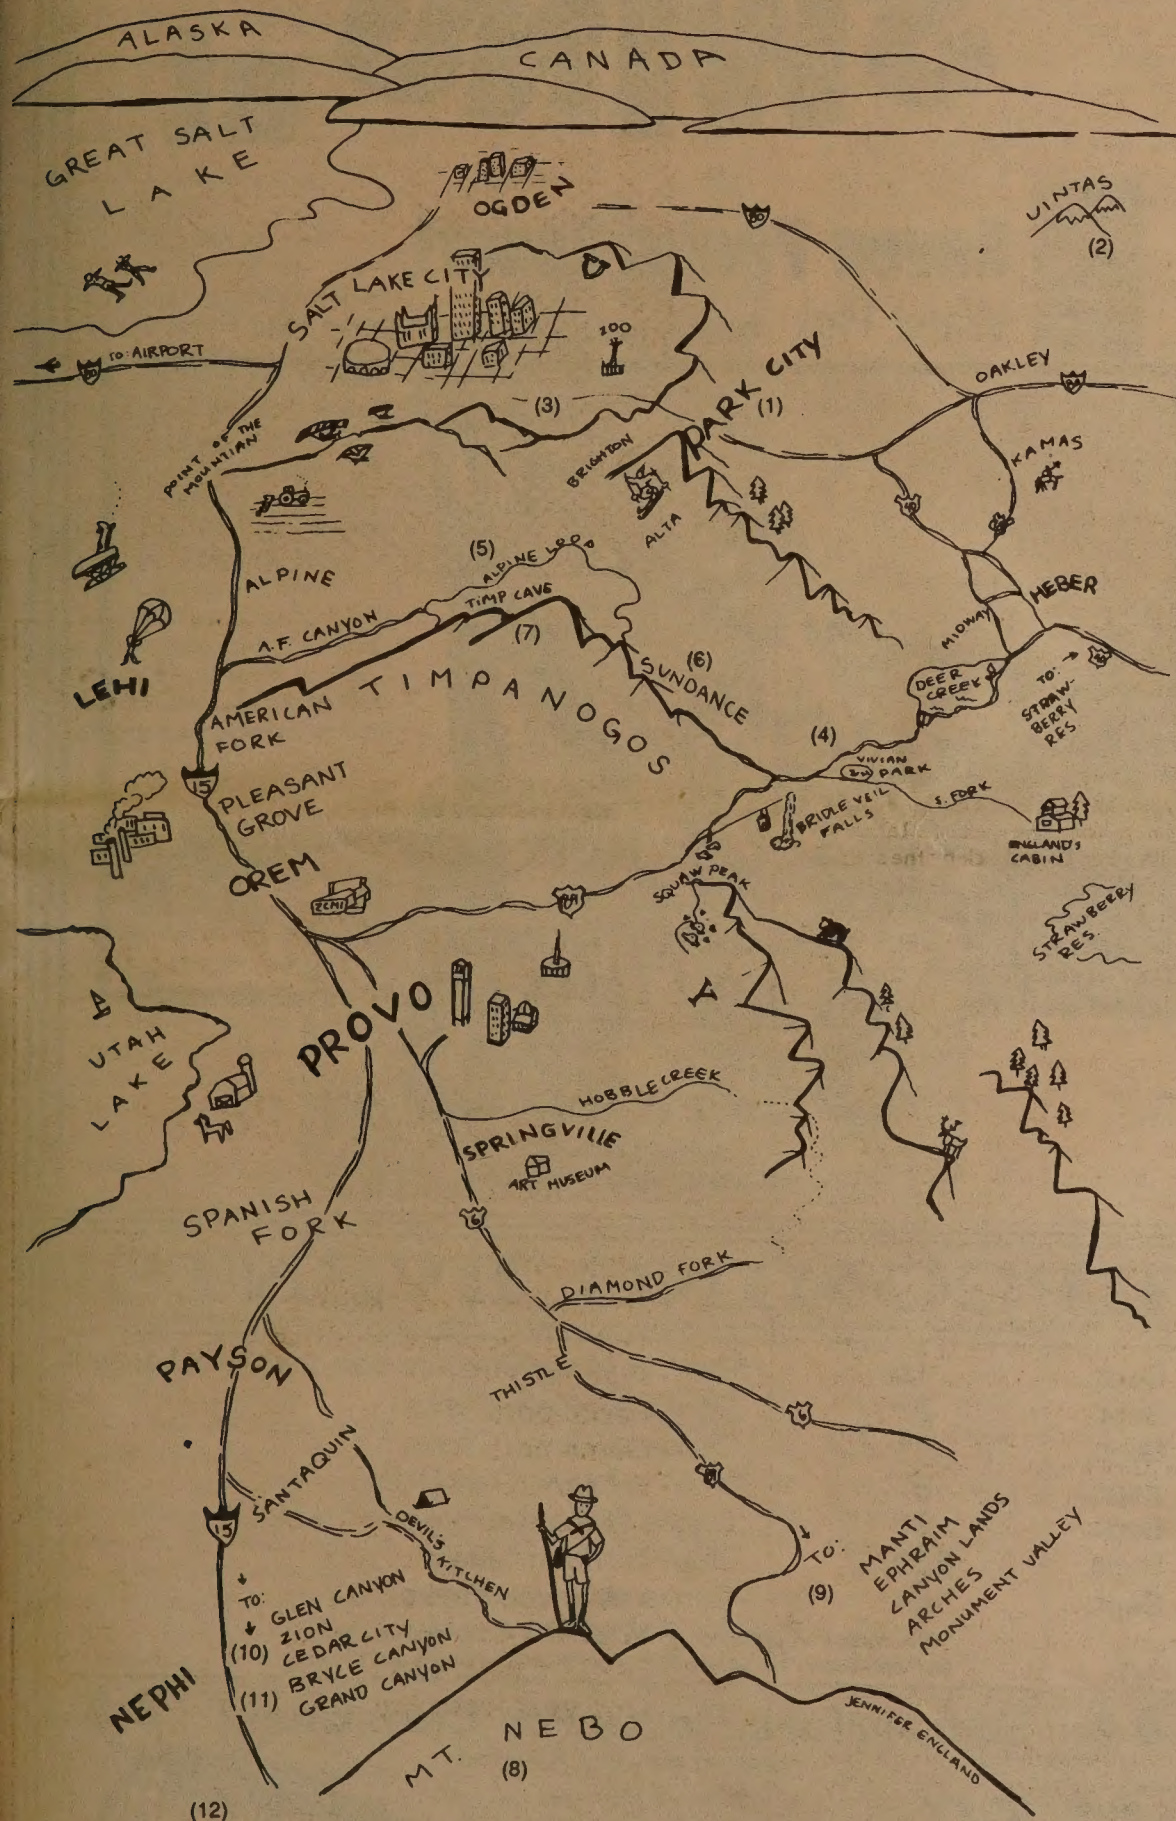 ALASKA
CANADA
GREAT SALT
LAKE
OGDEN
80
UINTAS
(2)
SALT LAKE CITY
TO: AIRPORT
ZOO
PARK CITY
(1)
(3)
OAKLEY
KAMAS
POINT OF THE
MOUNTIAN
BRIGHTON
ALTA
ALPINE
(5)
ALPINE LOOP
TIMP CAVE
(7)
A.F. CANYON
HEBER
MIDWAY
LEHI
TIMPANOGOS
(6)
SUNDANCE
DEER
CREEK
TO:
STRAW-
BERRY
RES.
AMERICAN
FORK
(4)
VIVIAN
PARK
S. FORK
15
PLEASANT
GROVE
BRIDLE VEIL
FALLS
ENGLAND'S
CABIN
OREM
ZCMI
SQUAW PEAK
STRAWBERRY
RES.
Y
PROVO
UTAH
LAKE
HOBBLECREEK
SPRINGVILLE
ART MUSEUM
SPANISH
FORK
6
DIAMOND FORK
PAYSON
THISTLE
6
SANTAQUIN
15
DEVIL'S
KITCHEN
TO:
GLEN CANYON
ZION
(10) CEDAR CITY
BRYCE CANYON
(11) GRAND CANYON
TO:
(9)
MANTI
EPHRAIM
CANYON LANDS
ARCHES
MONUMENT VALLEY
NEPHI
MT. NEBO
(8)
JENNIFER ENGLAND
(12)